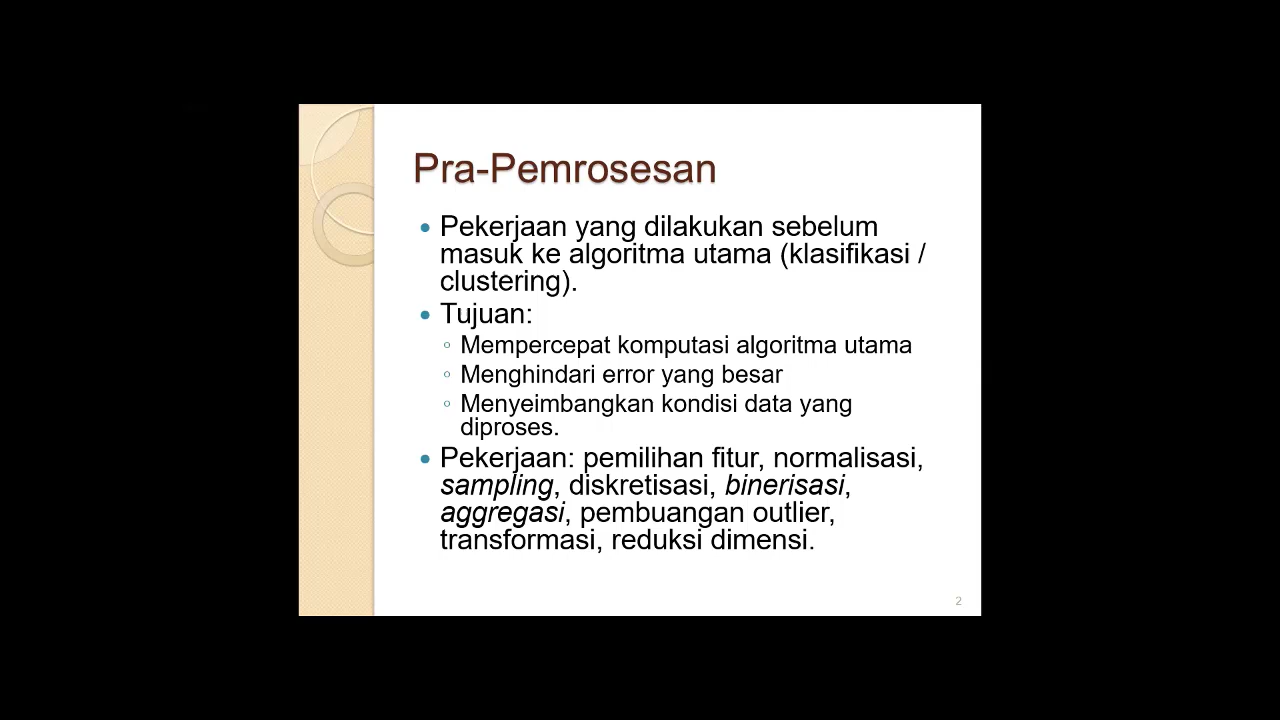 Pra-Pemrosesan
• Pekerjaan yang dilakukan sebelum
masuk ke algoritma utama (klasifikasi /
clustering).
• Tujuan:
◦ Mempercepat komputasi algoritma utama
◦ Menghindari error yang besar
◦ Menyeimbangkan kondisi data yang
diproses.
• Pekerjaan: pemilihan fitur, normalisasi,
sampling, diskretisasi, binerisasi,
aggregasi, pembuangan outlier,
transformasi, reduksi dimensi.
2